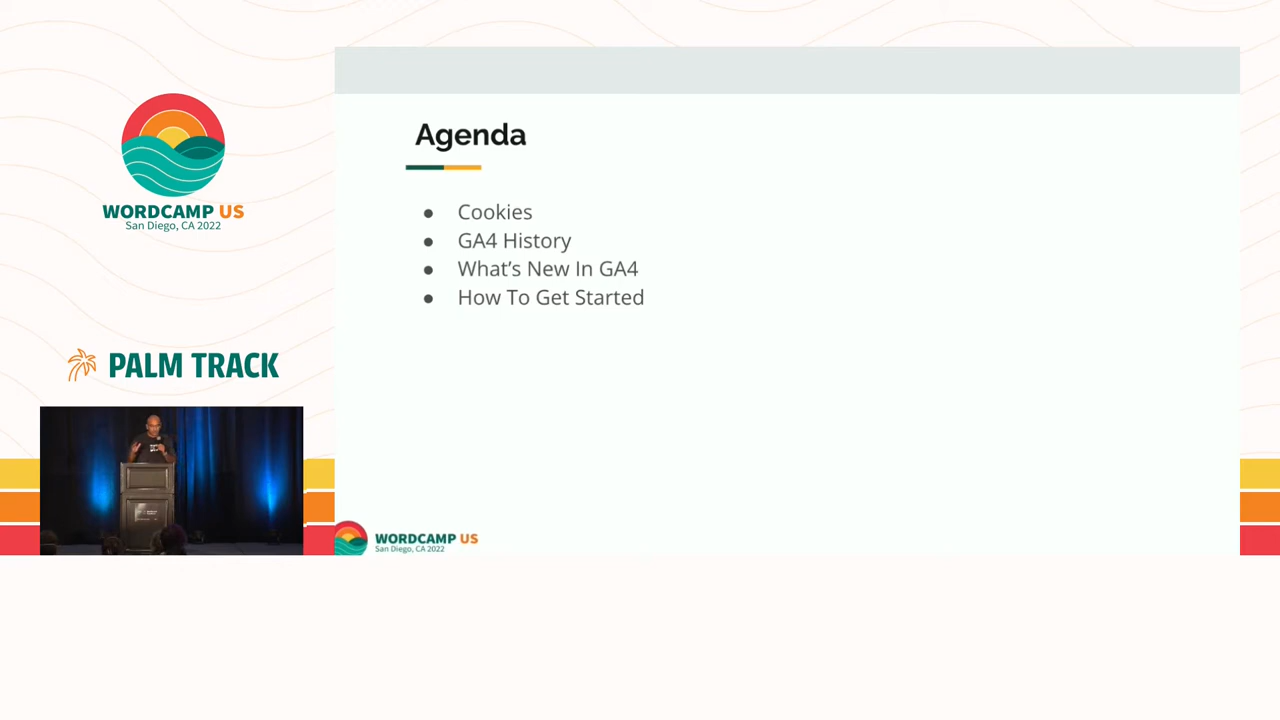 WORDCAMP US
San Diego, CA 2022
PALM TRACK
Agenda
● Cookies
● GA4 History
● What’s New In GA4
● How To Get Started
WORDCAMP US
San Diego, CA 2022